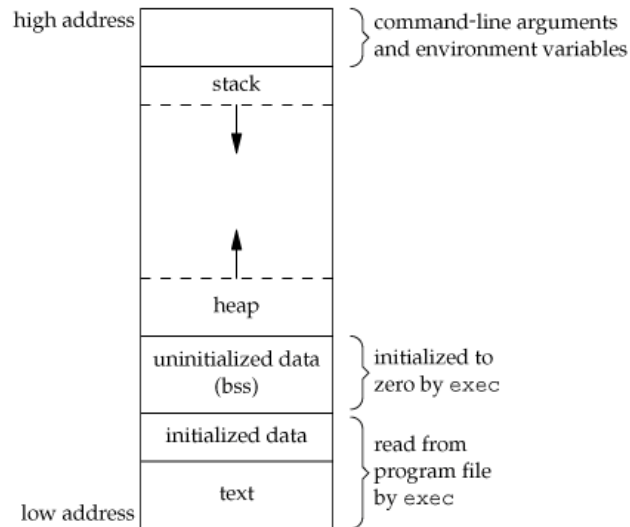 high address
command-line arguments
and environment variables
stack
heap
uninitialized data
(bss)
initialized to
zero by exec
initialized data
read from
program file
by exec
text
low address